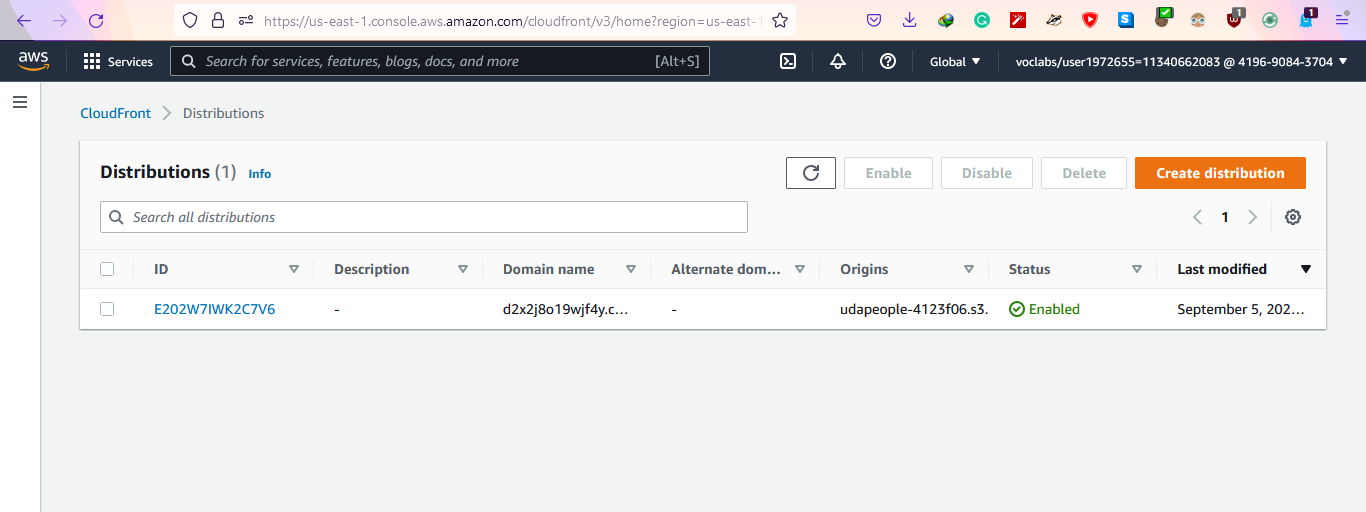 https://us-east-1.console.aws.amazon.com/cloudfront/v3/home?region=us-east-1
1
1
aws
Services
Search for services, features, blogs, docs, and more
[Alt+S]
Global
voclabs/user1972655=11340662083 @ 4196-9084-3704
CloudFront > Distributions
Distributions (1) Info
Enable
Disable
Delete
Create distribution
Search all distributions
1
ID Description Domain name Alternate dom... Origins Status Last modified
E202W7IWK2C7V6 - d2x2j8o19wjf4y.c... - udapeople-4123f06.s3. Enabled September 5, 202...